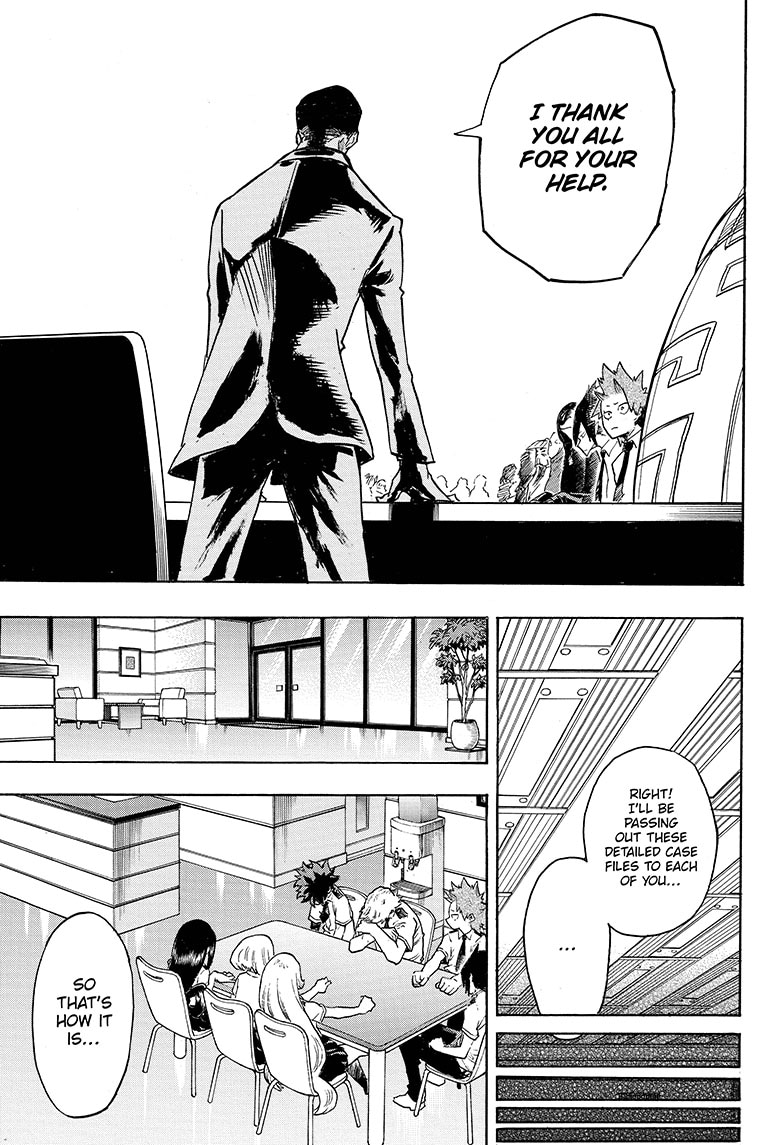 I THANK
YOU ALL
FOR YOUR
HELP.
RIGHT!
I'LL BE
PASSING
OUT THESE
DETAILED CASE
FILES TO EACH
OF YOU...
...
SO
THAT'S
HOW IT
IS...